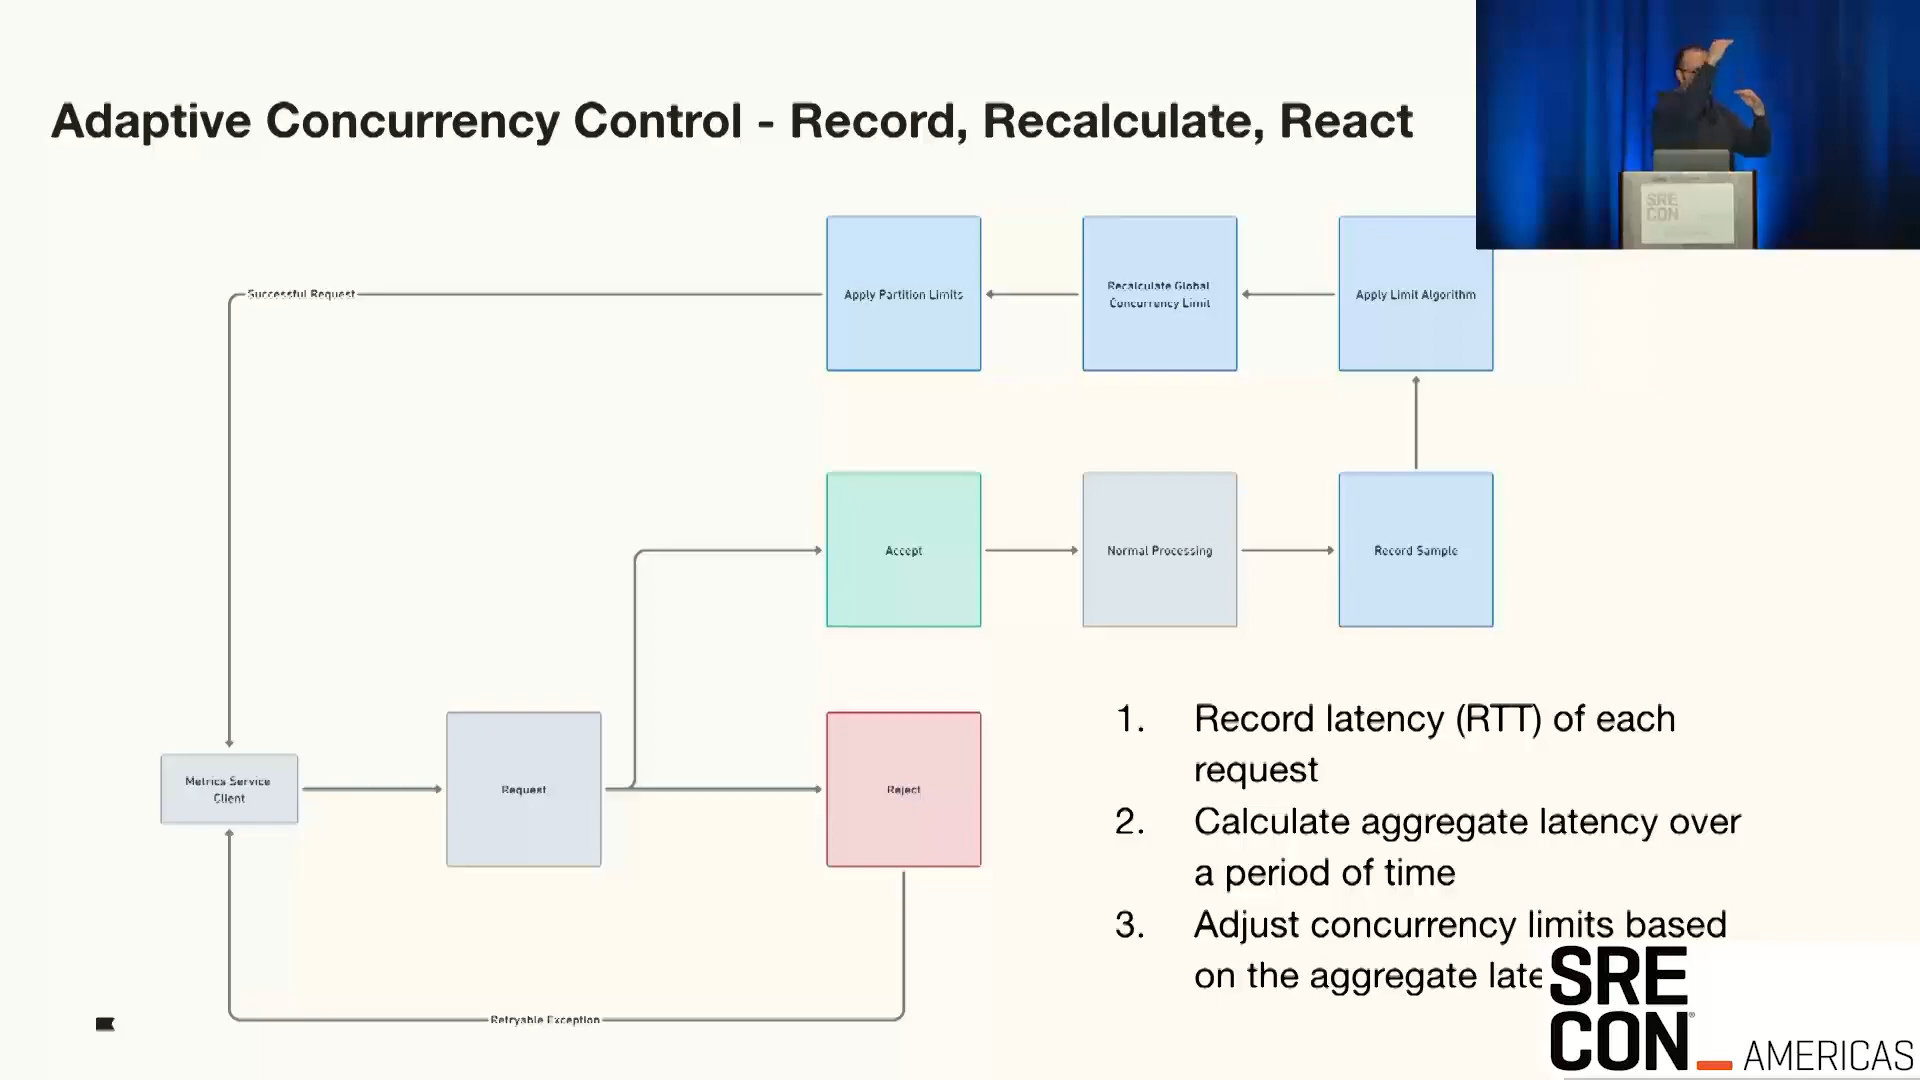 Adaptive Concurrency Control - Record, Recalculate, React
SRE
CON
Apply Partition Limits
Recalculate Global
Concurrency Limit
Apply Limit Algorithm
Successful Request
Accept
Normal Processing
Record Sample
Metrics Service
Client
Request
Reject
Retryable Exception
1. Record latency (RTT) of each
request
2. Calculate aggregate latency over
a period of time
3. Adjust concurrency limits based
on the aggregate late
SRE
CON
AMERICAS